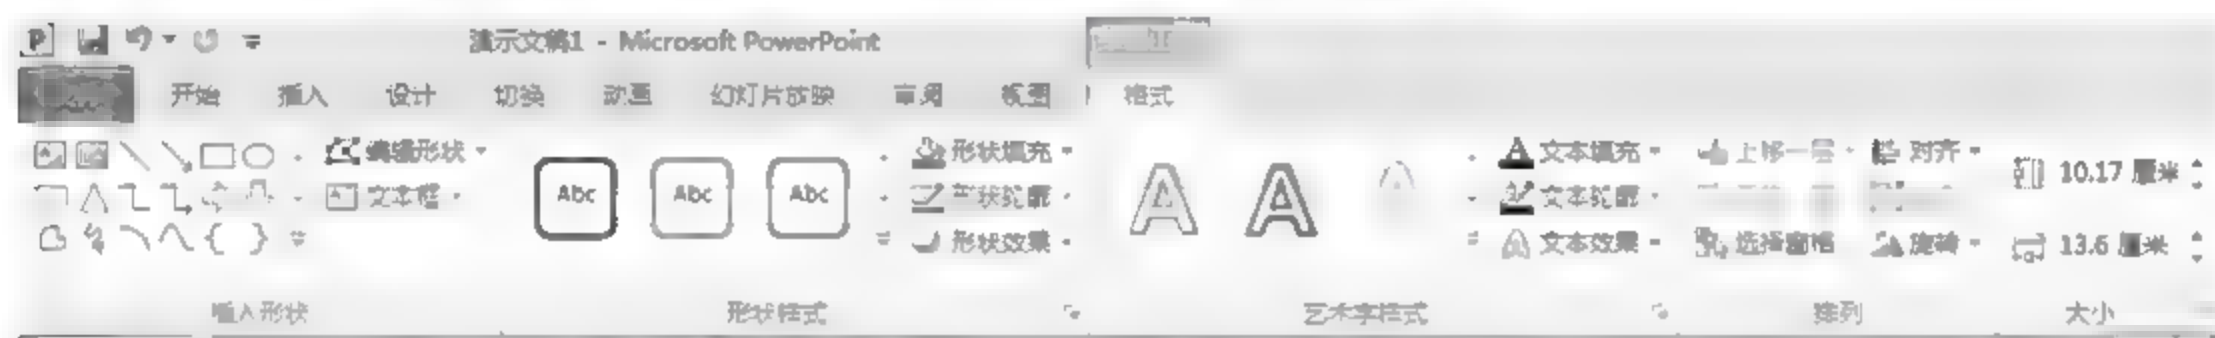 演示文稿1 - Microsoft PowerPoint
开始 插入 设计 切换 动画 幻灯片放映 审阅 视图 格式
编辑形状 形状填充 文本填充 上移一层 对齐 10.17 厘米
文本框 Abc Abc Abc 形状轮廓 文本轮廓
形状效果 文本效果 选择窗格 旋转 13.6 厘米
插入形状 形状样式 艺术字样式 排列 大小